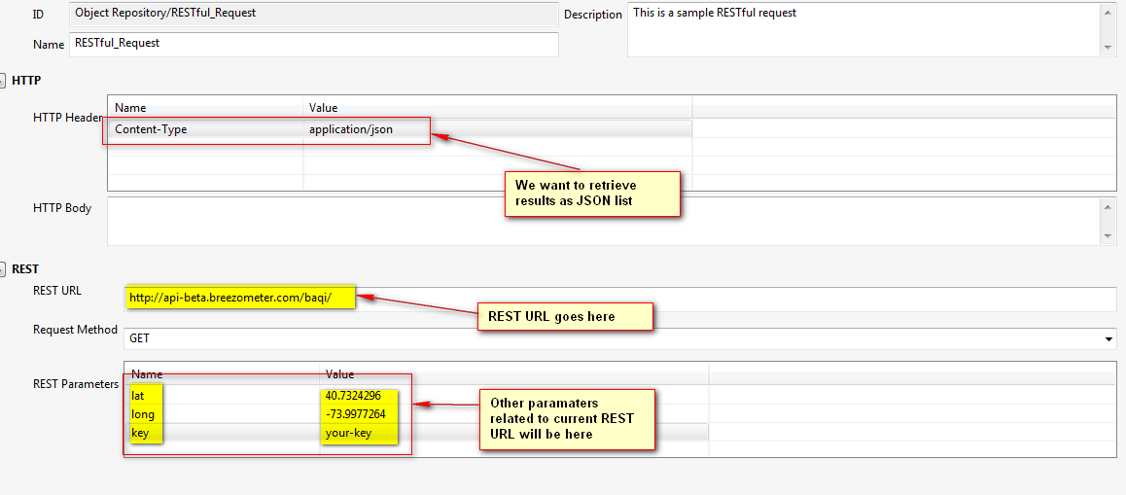 ID Object Repository/RESTful_Request Description This is a sample RESTful request
Name RESTful_Request
HTTP
Name Value
HTTP Header
Content-Type application/json
We want to retrieve
results as JSON list
HTTP Body
REST
REST URL
http://api-beta.breezometer.com/baqi/
REST URL goes here
Request Method
GET
Name Value
REST Parameters
lat 40.7324296
long -73.9977264
key your-key
Other paramaters
related to current REST
URL will be here